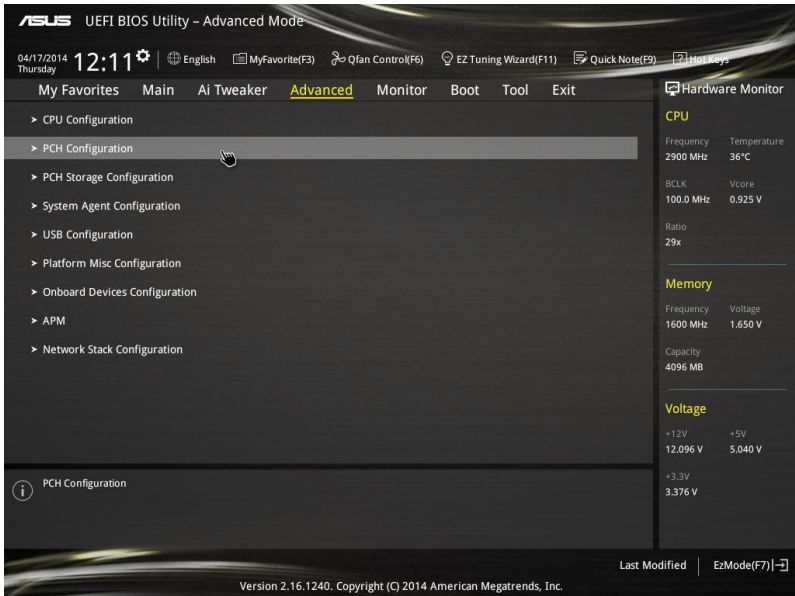 ASUS UEFI BIOS Utility – Advanced Mode
04/17/2014 Thursday 12:11 English MyFavorite(F3) Qfan Control(F6) EZ Tuning Wizard(F11) Quick Note(F9) ? Hot Keys
My Favorites Main Ai Tweaker Advanced Monitor Boot Tool Exit
> CPU Configuration
> PCH Configuration
> PCH Storage Configuration
> System Agent Configuration
> USB Configuration
> Platform Misc Configuration
> Onboard Devices Configuration
> APM
> Network Stack Configuration
i PCH Configuration
Hardware Monitor
CPU
Frequency Temperature
2900 MHz 36°C
BCLK Vcore
100.0 MHz 0.925 V
Ratio
29x
Memory
Frequency Voltage
1600 MHz 1.650 V
Capacity
4096 MB
Voltage
+12V +5V
12.096 V 5.040 V
+3.3V
3.376 V
Last Modified EzMode(F7)
Version 2.16.1240. Copyright (C) 2014 American Megatrends, Inc.